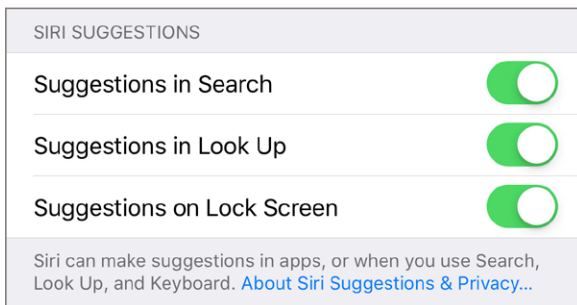 SIRI SUGGESTIONS
Suggestions in Search
Suggestions in Look Up
Suggestions on Lock Screen
Siri can make suggestions in apps, or when you use Search,
Look Up, and Keyboard. About Siri Suggestions & Privacy...